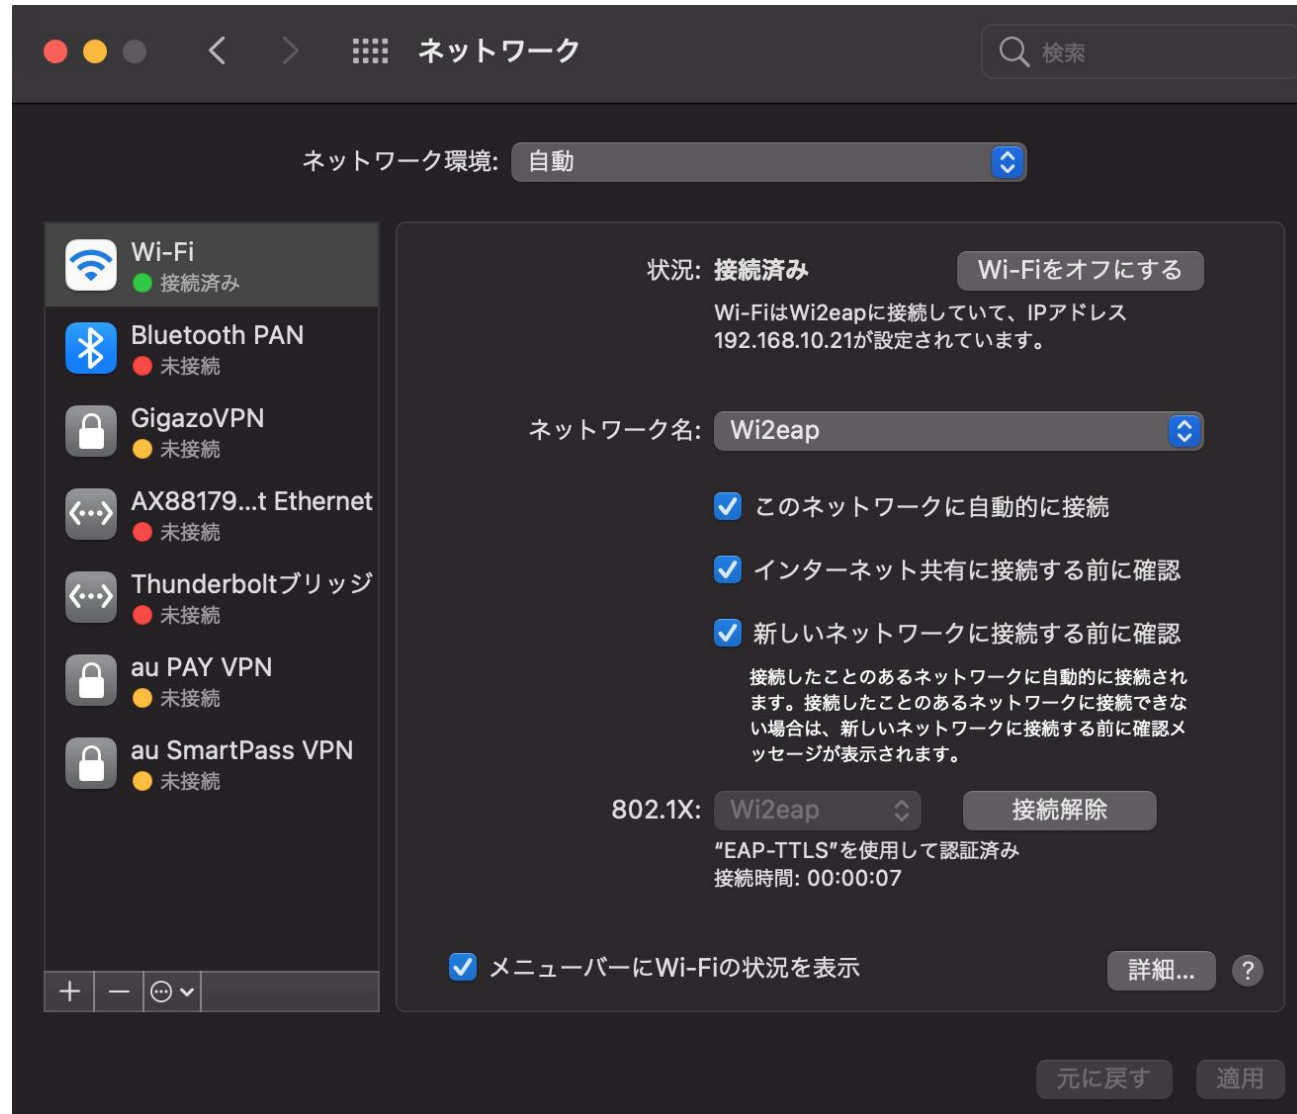 ネットワーク
検索
ネットワーク環境: 自動
Wi-Fi
接続済み
Bluetooth PAN
未接続
GigazoVPN
未接続
AX88179...t Ethernet
未接続
Thunderboltブリッジ
未接続
au PAY VPN
未接続
au SmartPass VPN
未接続
状況: 接続済み
Wi-Fiをオフにする
Wi-FiはWi2eapに接続していて、IPアドレス
192.168.10.21が設定されています。
ネットワーク名: Wi2eap
このネットワークに自動的に接続
インターネット共有に接続する前に確認
新しいネットワークに接続する前に確認
接続したことのあるネットワークに自動的に接続され
ます。接続したことのあるネットワークに接続できな
い場合は、新しいネットワークに接続する前に確認メ
ッセージが表示されます。
802.1X: Wi2eap
接続解除
“EAP-TTLS”を使用して認証済み
接続時間: 00:00:07
メニューバーにWi-Fiの状況を表示
詳細...
?
元に戻す
適用